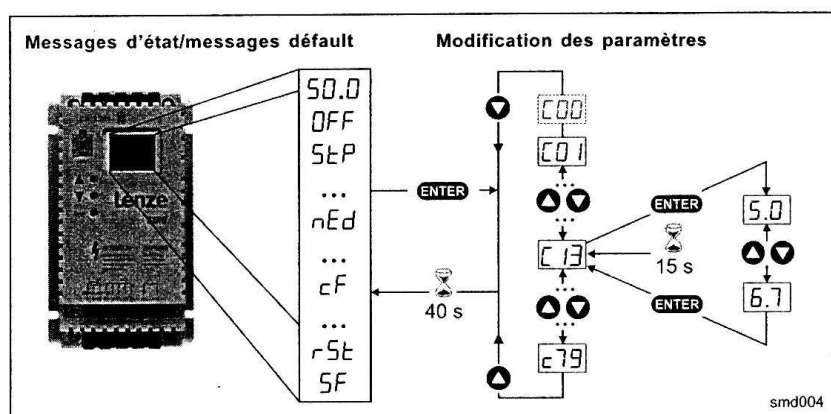 Messages d'état/messages défault
Modification des paramètres
50.0
OFF
StP
...
nEd
...
cF
...
rSt
SF
Lenze
ENTER
40 s
C00
C01
...
...
C13
...
...
c79
ENTER
15 s
ENTER
5.0
6.7
smd004